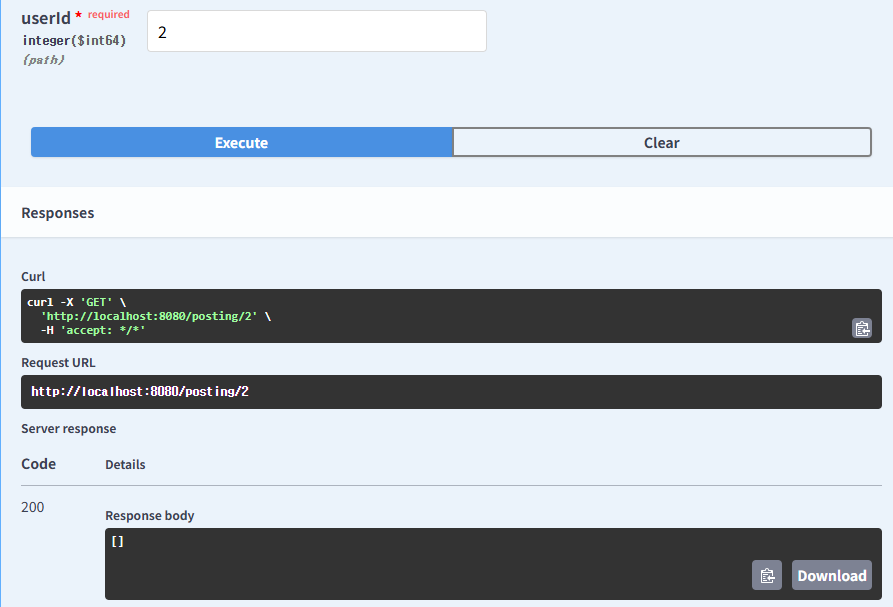 userId * required
integer($int64)
(path)
2
Execute
Clear
Responses
Curl
curl -X 'GET' \
'http://localhost:8080/posting/2' \
-H 'accept: */*'
Request URL
http://localhost:8080/posting/2
Server response
Code Details
200
Response body
[]
Download